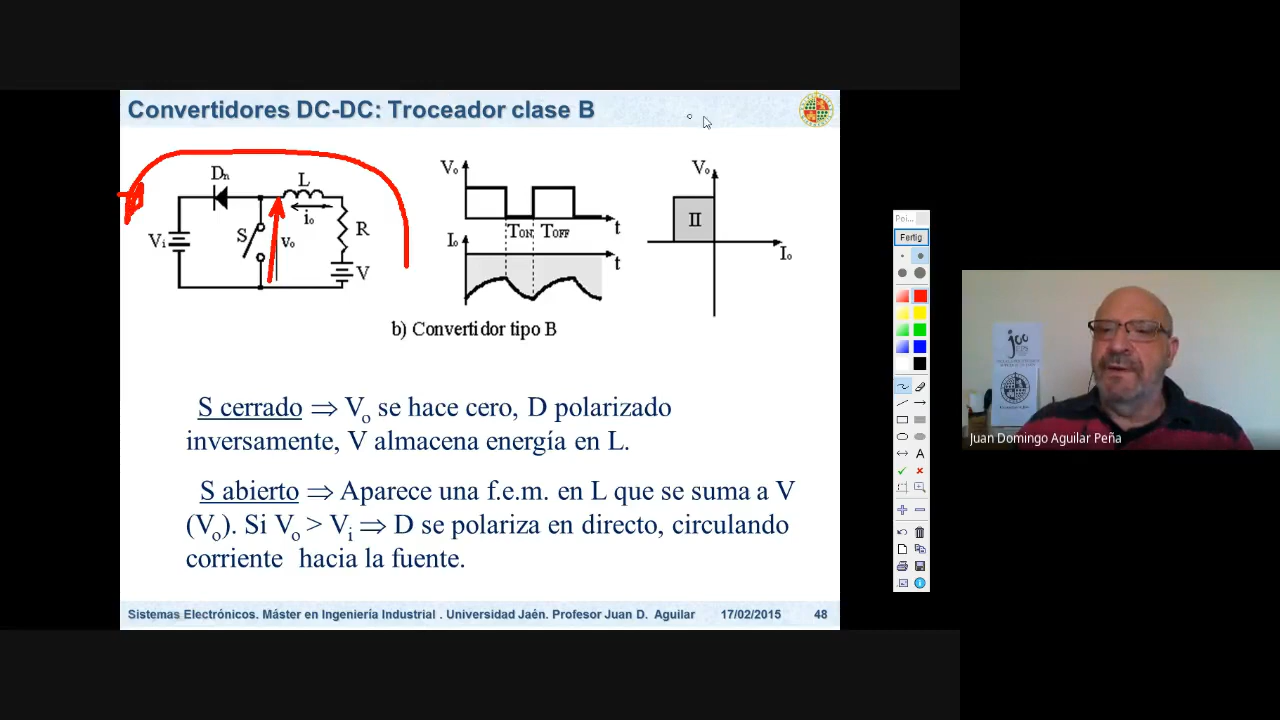 Convertidores DC-DC: Troceador clase B
Dn
L
io
R
Vi
S
vo
V
Vo
TON
TOFF
t
Io
t
Vo
II
Io
b) Convertidor tipo B
S cerrado ⇒ Vo se hace cero, D polarizado
inversamente, V almacena energía en L.
S abierto ⇒ Aparece una f.e.m. en L que se suma a V
(Vo). Si Vo > Vi ⇒ D se polariza en directo, circulando
corriente hacia la fuente.
Sistemas Electrónicos. Máster en Ingeniería Industrial . Universidad Jaén. Profesor Juan D. Aguilar 17/02/2015 48
Poi...
Fertig
A
joo
Juan Domingo Aguilar Peña